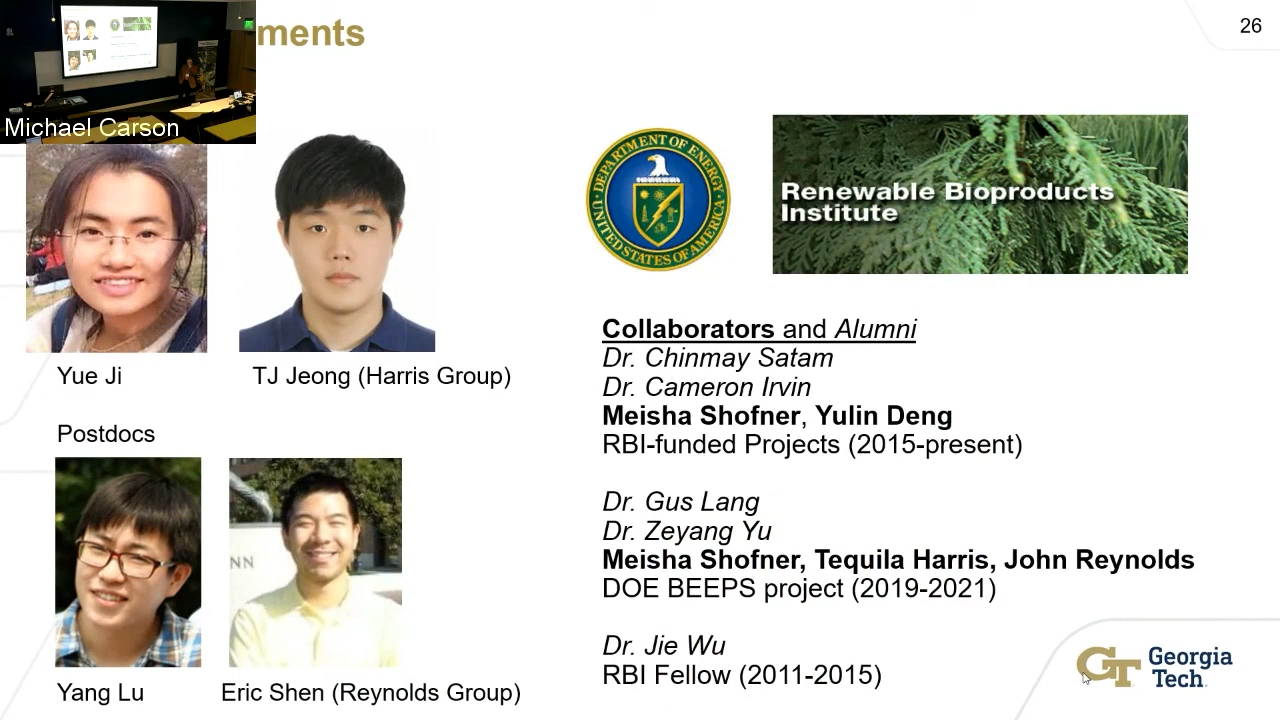 ments
26
Michael Carson
DEPARTMENT OF ENERGY
UNITED STATES OF AMERICA
Renewable Bioproducts
Institute
Yue Ji
TJ Jeong (Harris Group)
Postdocs
NN
Yang Lu
Eric Shen (Reynolds Group)
Collaborators and Alumni
Dr. Chinmay Satam
Dr. Cameron Irvin
Meisha Shofner, Yulin Deng
RBI-funded Projects (2015-present)
Dr. Gus Lang
Dr. Zeyang Yu
Meisha Shofner, Tequila Harris, John Reynolds
DOE BEEPS project (2019-2021)
Dr. Jie Wu
RBI Fellow (2011-2015)
GT
Georgia
Tech